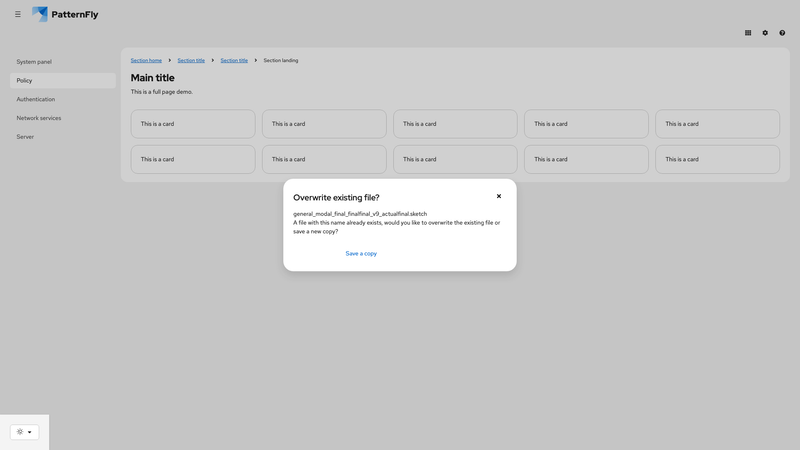 PatternFly
System panel
Policy
Authentication
Network services
Server
Section home
Section title
Section title
Section landing
Main title
This is a full page demo.
This is a card
This is a card
This is a card
This is a card
This is a card
This is a card
This is a card
This is a card
This is a card
This is a card
Overwrite existing file?
general_modal_final_finalfinal_v9_actualfinal.sketch
A file with this name already exists, would you like to overwrite the existing file or
save a new copy?
Save a copy